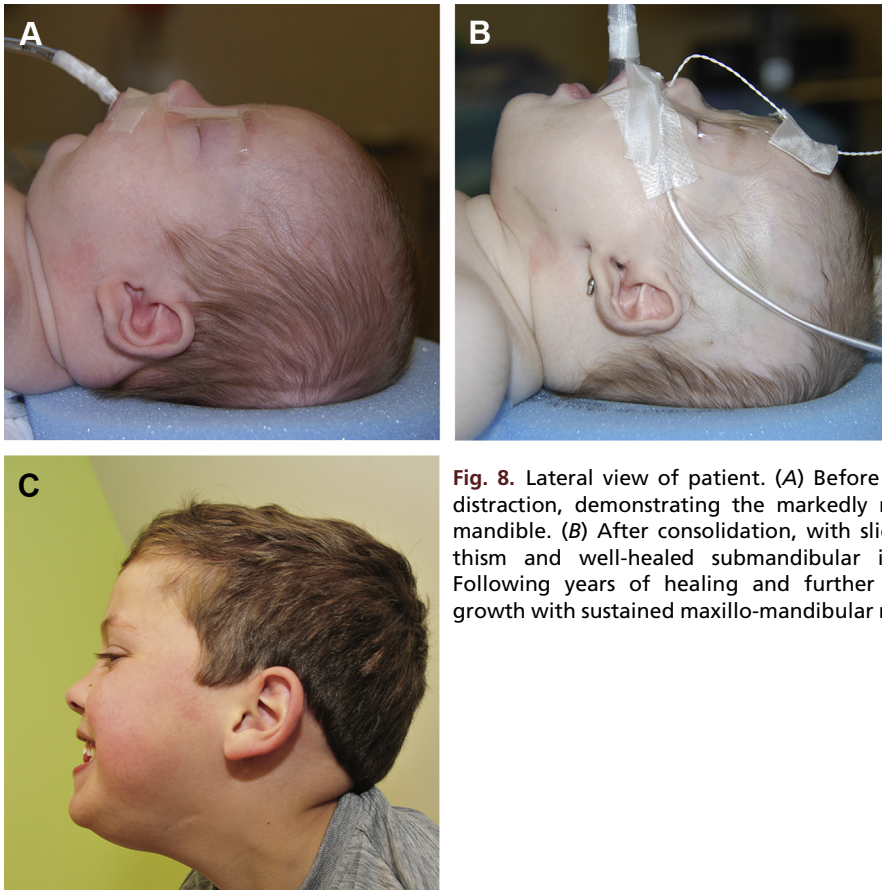 A
B
C
Fig. 8. Lateral view of patient. (A) Before
distraction, demonstrating the markedly
mandible. (B) After consolidation, with
thism and well-healed submandibular
Following years of healing and further
growth with sustained maxillo-mandibular